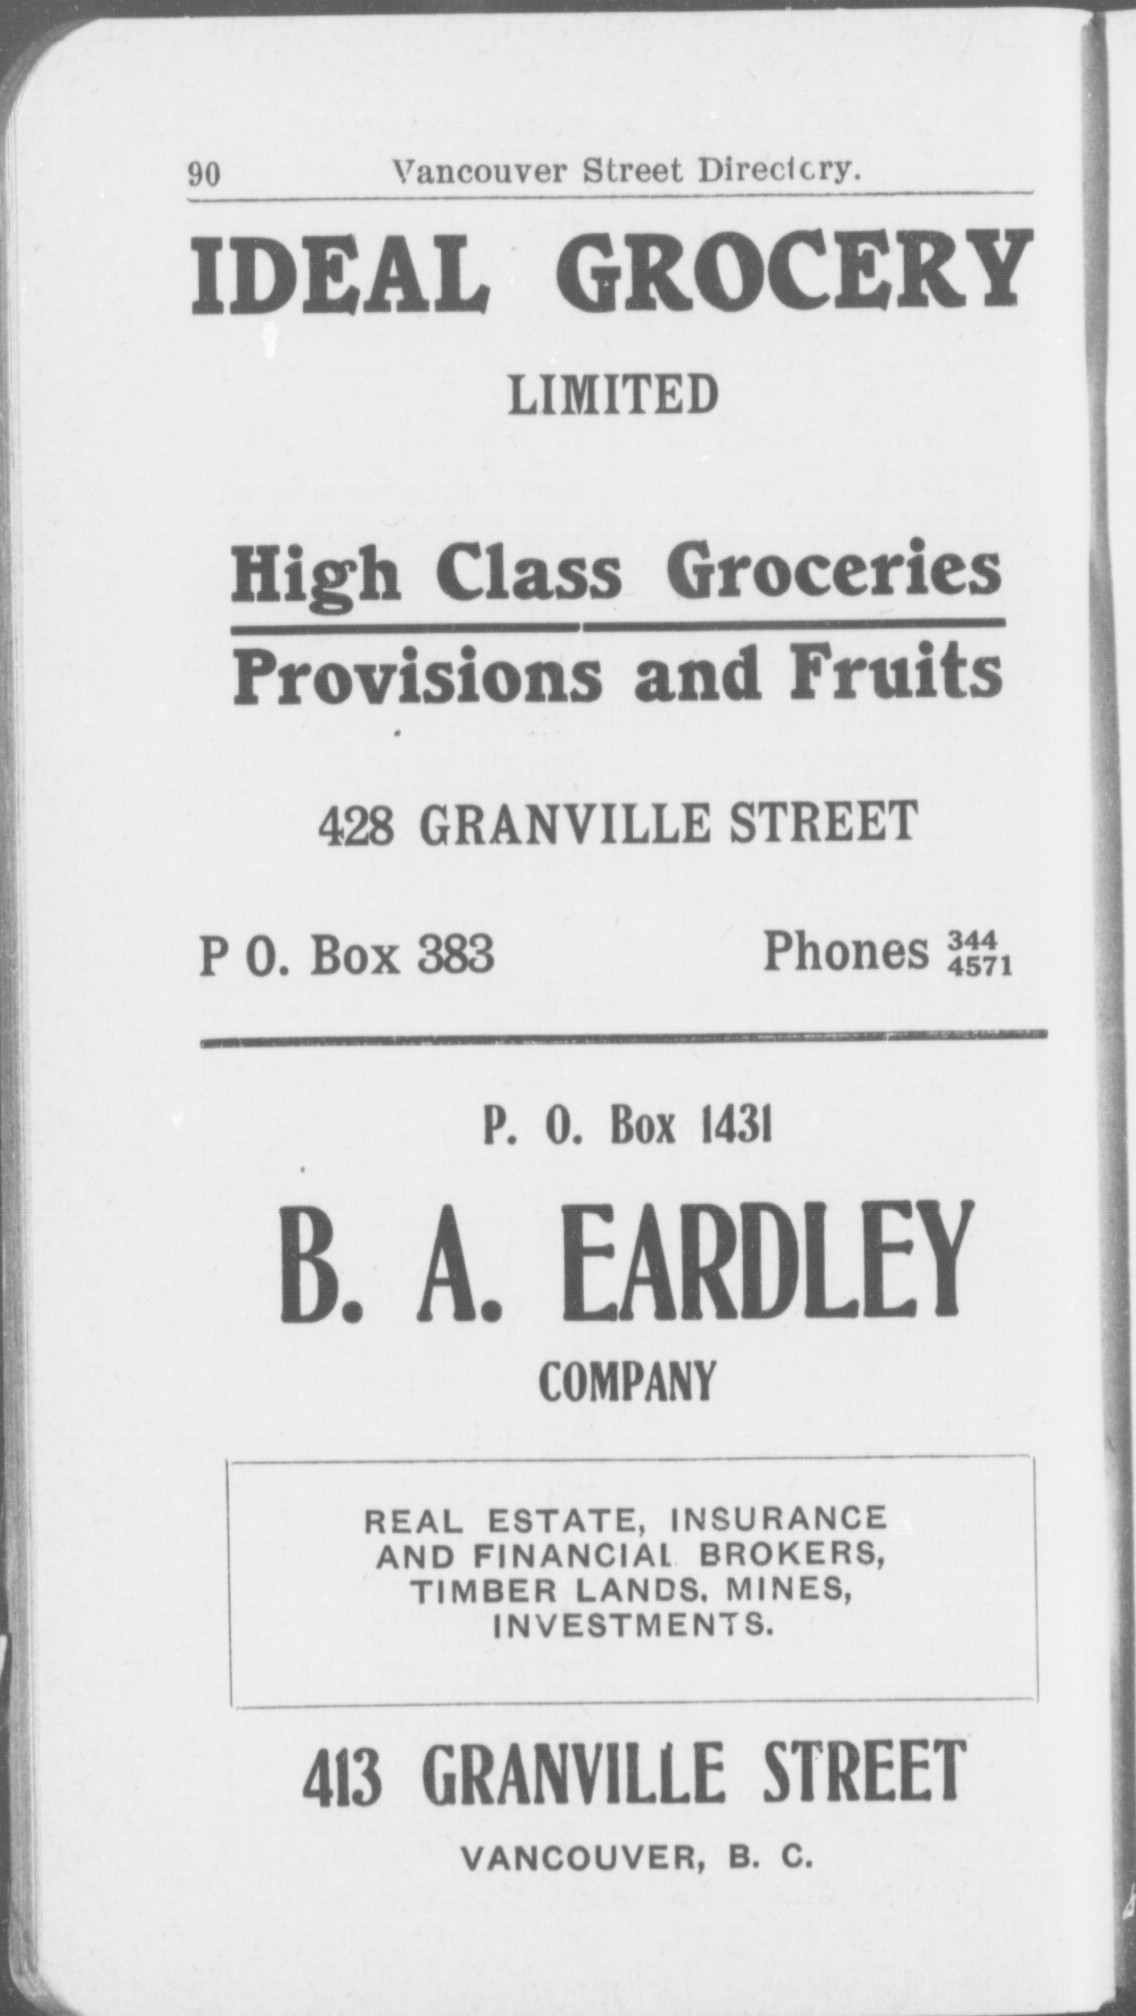 90 Vancouver Street Directory.
IDEAL GROCERY
LIMITED
High Class Groceries
Provisions and Fruits
428 GRANVILLE STREET
P O. Box 383 Phones 344
4571
P. O. Box 1431
B. A. EARDLEY
COMPANY
REAL ESTATE, INSURANCE
AND FINANCIAL BROKERS,
TIMBER LANDS. MINES,
INVESTMENTS.
413 GRANVILLE STREET
VANCOUVER, B. C.